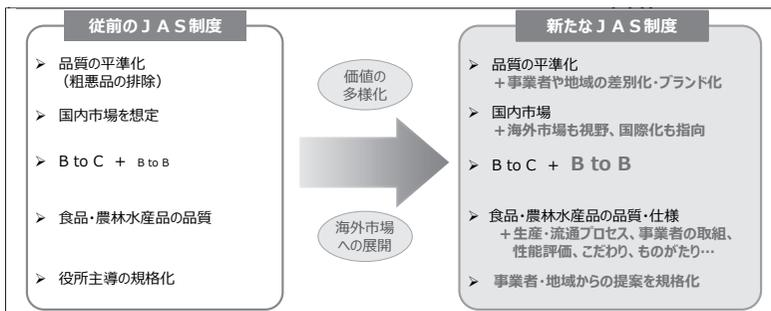 従前のＪＡＳ制度
➢ 品質の平準化
（粗悪品の排除）
➢ 国内市場を想定
➢ B to C + B to B
➢ 食品・農林水産品の品質
➢ 役所主導の規格化
価値の
多様化
海外市場
への展開
新たなＪＡＳ制度
➢ 品質の平準化
＋事業者や地域の差別化・ブランド化
➢ 国内市場
＋海外市場も視野、国際化も指向
➢ B to C + B to B
➢ 食品・農林水産品の品質・仕様
＋生産・流通プロセス、事業者の取組、
性能評価、こだわり、ものがたり…
➢ 事業者・地域からの提案を規格化